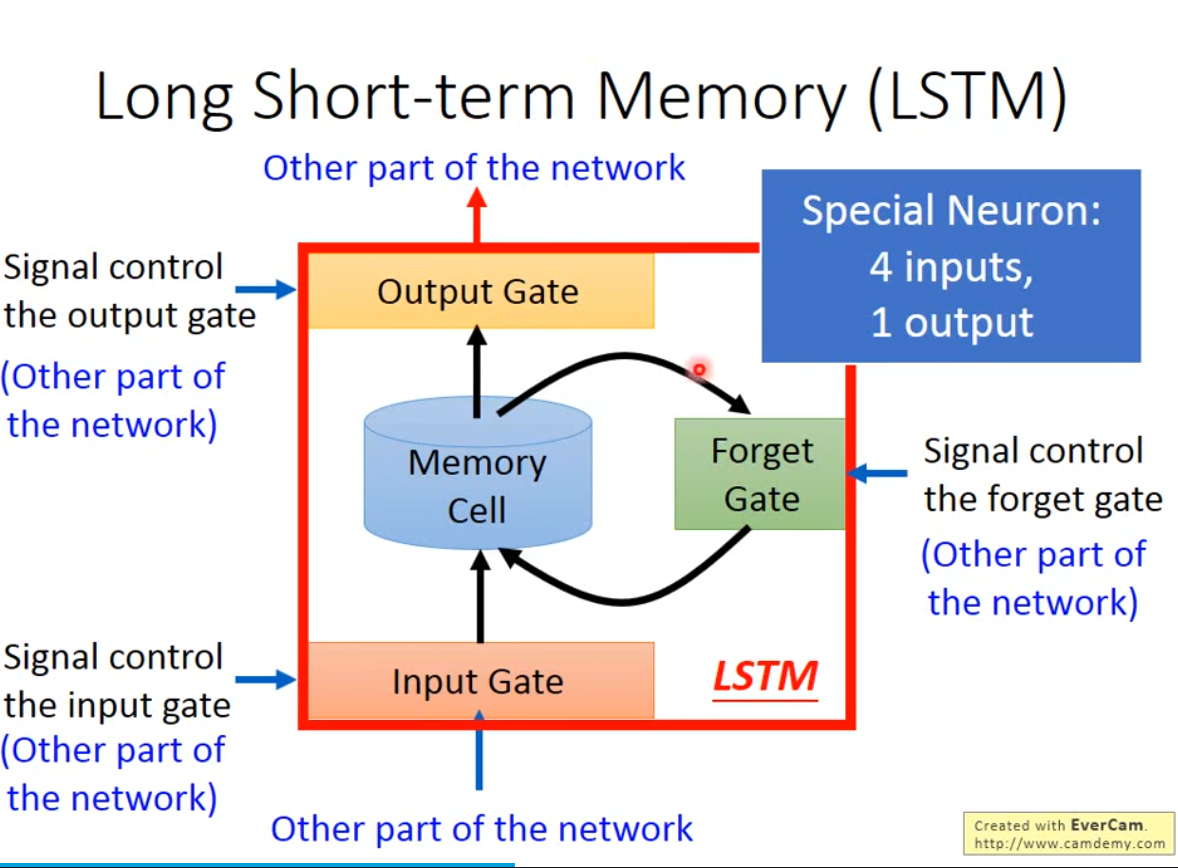 Long Short-term Memory (LSTM)
Other part of the network
Special Neuron:
4 inputs,
1 output
Signal control
the output gate
(Other part of
the network)
Output Gate
Memory
Cell
Forget
Gate
Signal control
the forget gate
(Other part of
the network)
Signal control
the input gate
(Other part of
the network)
Input Gate
LSTM
Other part of the network
Created with EverCam.
http://www.camdemy.com